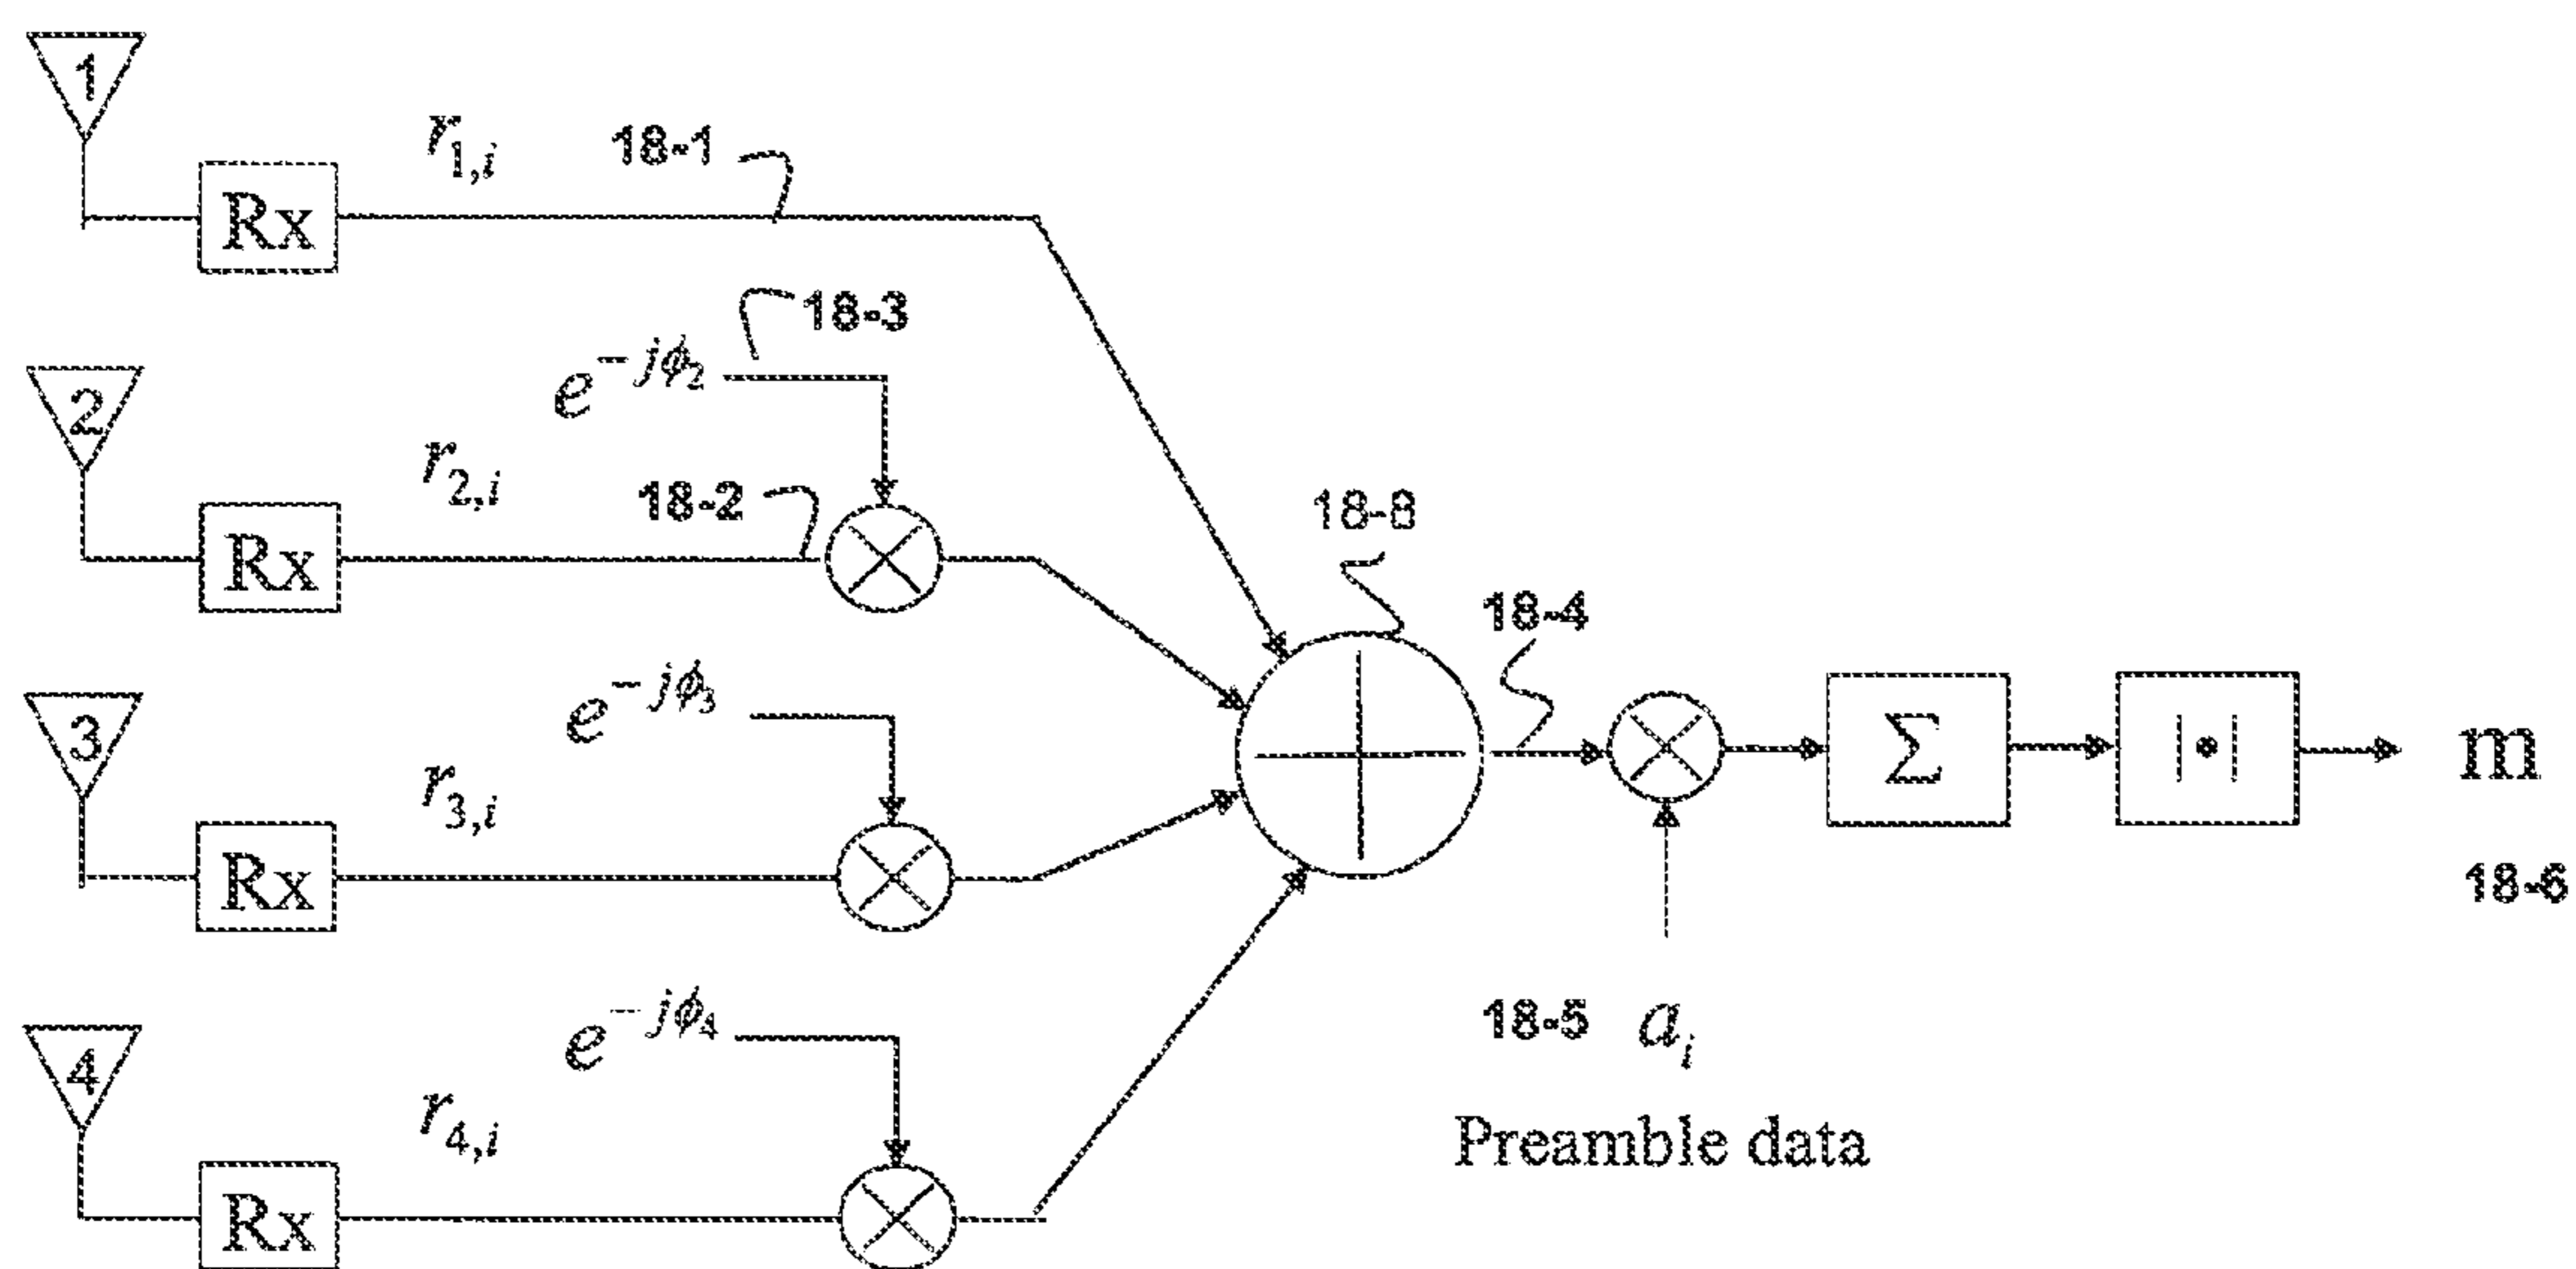 1
r₁,ᵢ
18-1
Rx
18-3
e^{-jϕ₂}
2
r₂,ᵢ
18-2
Rx
18-8
18-4
e^{-jϕ₃}
3
r₃,ᵢ
Σ
|•|
m
Rx
18-6
e^{-jϕ₄}
18-5 aᵢ
4
r₄,ᵢ
Preamble data
Rx